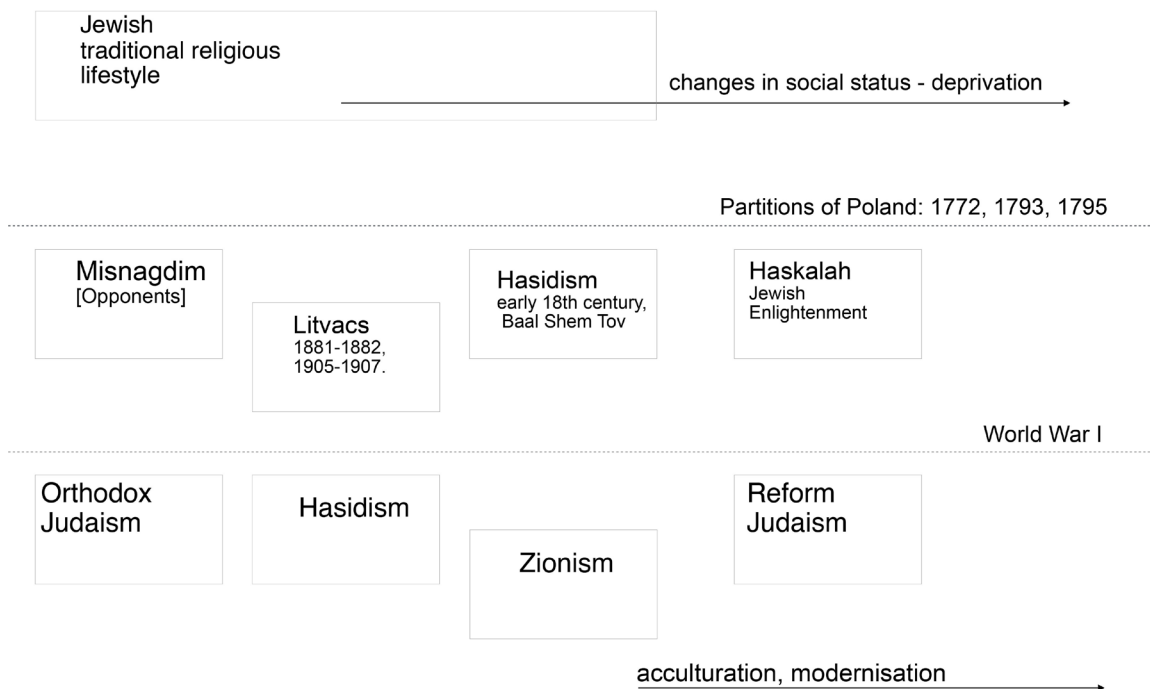 Jewish
traditional religious
lifestyle
changes in social status - deprivation
Partitions of Poland: 1772, 1793, 1795
Misnagdim
[Opponents]
Litvacs
1881-1882,
1905-1907.
Hasidism
early 18th century,
Baal Shem Tov
Haskalah
Jewish
Enlightenment
World War I
Orthodox
Judaism
Hasidism
Zionism
Reform
Judaism
acculturation, modernisation